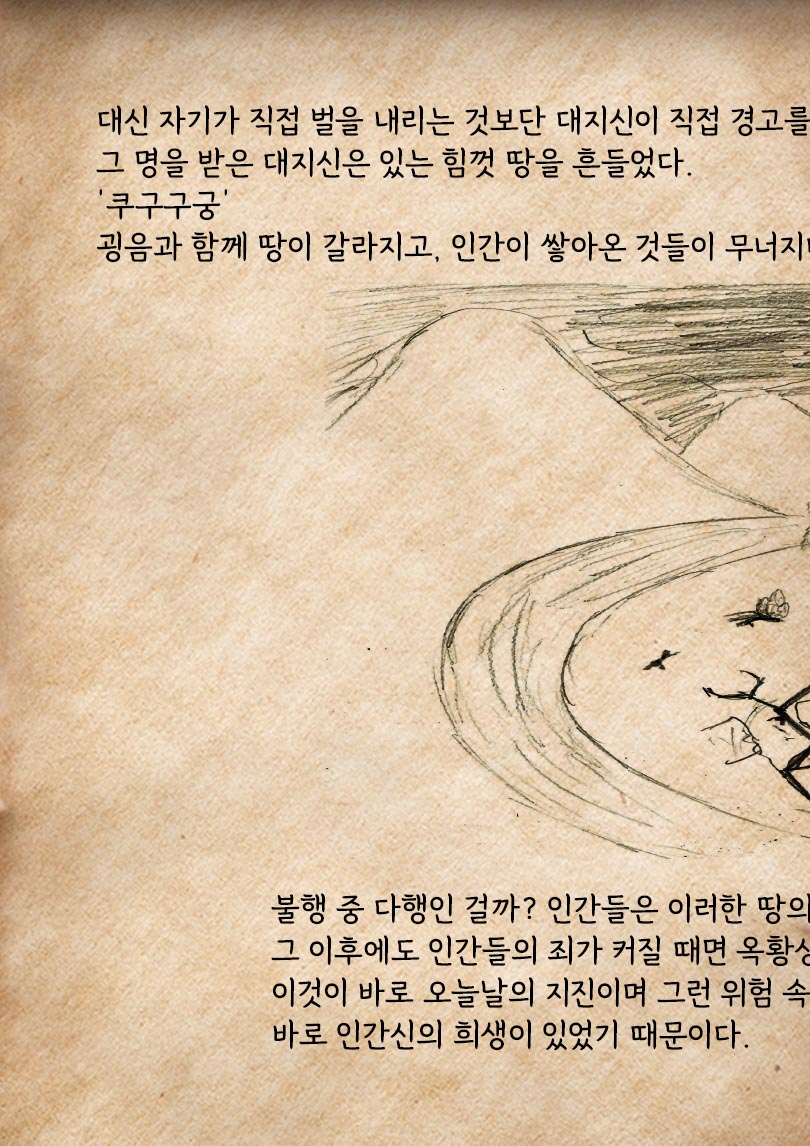 대신 자기가 직접 벌을 내리는 것보단 대지신이 직접 경고를
그 명을 받은 대지신은 있는 힘껏 땅을 흔들었다.
'쿠구구궁'
굉음과 함께 땅이 갈라지고, 인간이 쌓아온 것들이 무너지
불행 중 다행인 걸까? 인간들은 이러한 땅의
그 이후에도 인간들의 죄가 커질 때면 옥황상
이것이 바로 오늘날의 지진이며 그런 위험 속
바로 인간신의 희생이 있었기 때문이다.